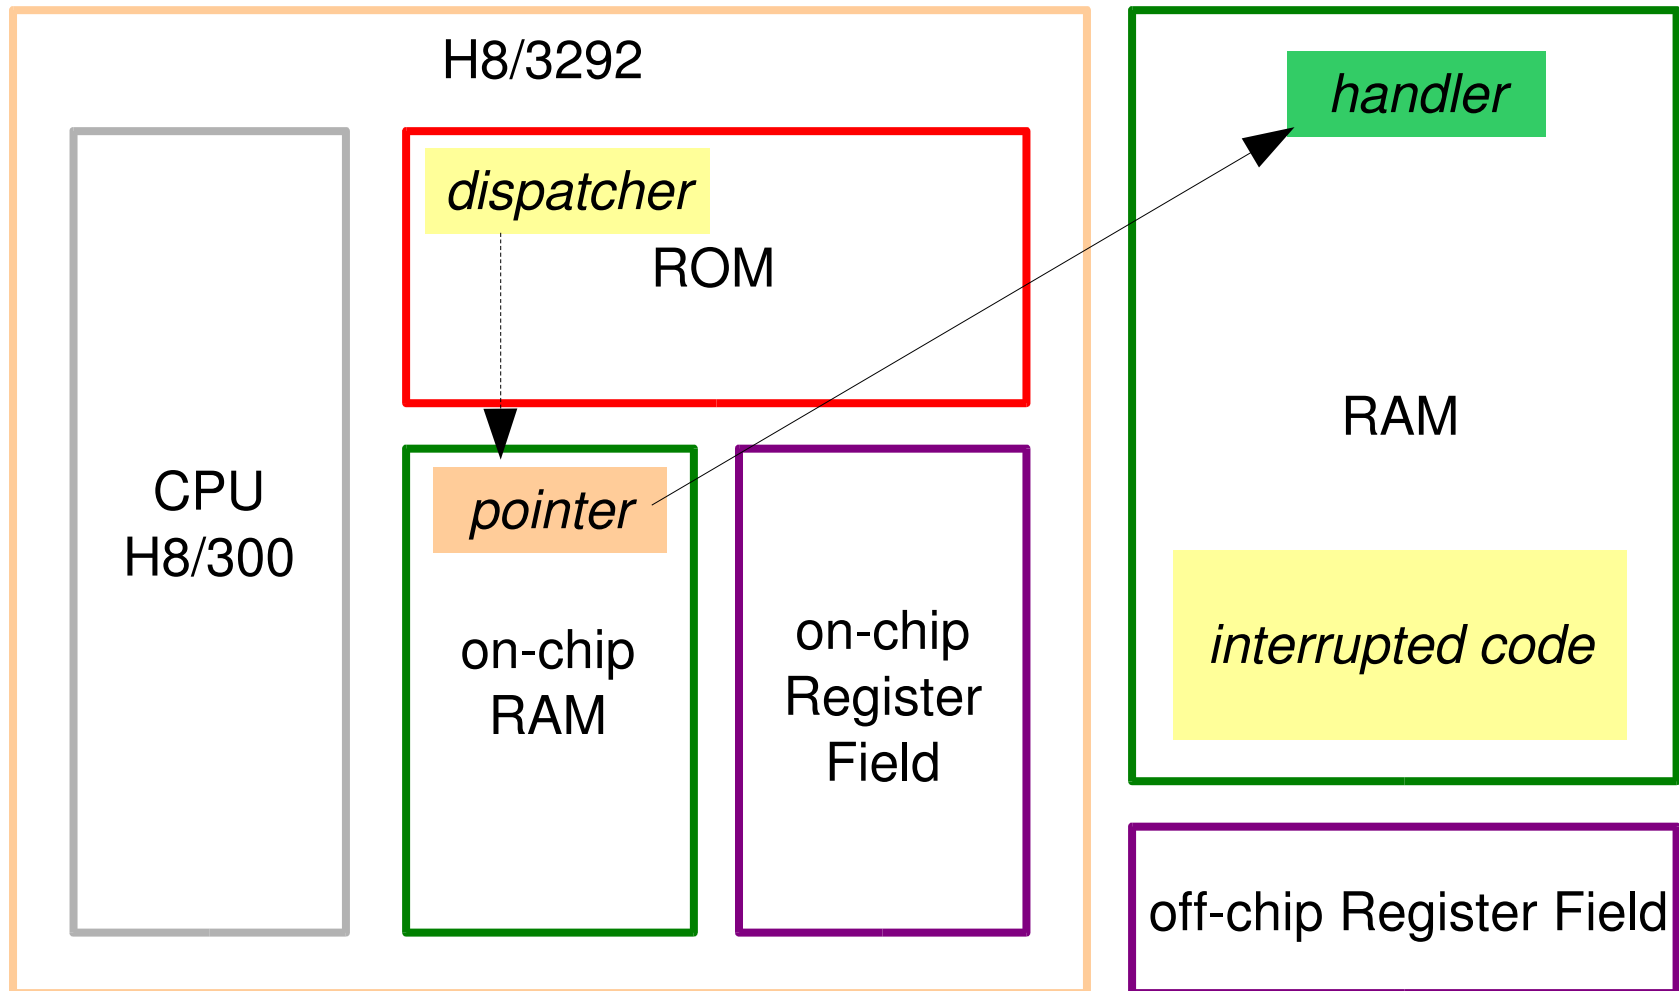 H8/3292
CPU
H8/300
dispatcher
ROM
pointer
on-chip
RAM
on-chip
Register
Field
handler
RAM
interrupted code
off-chip Register Field